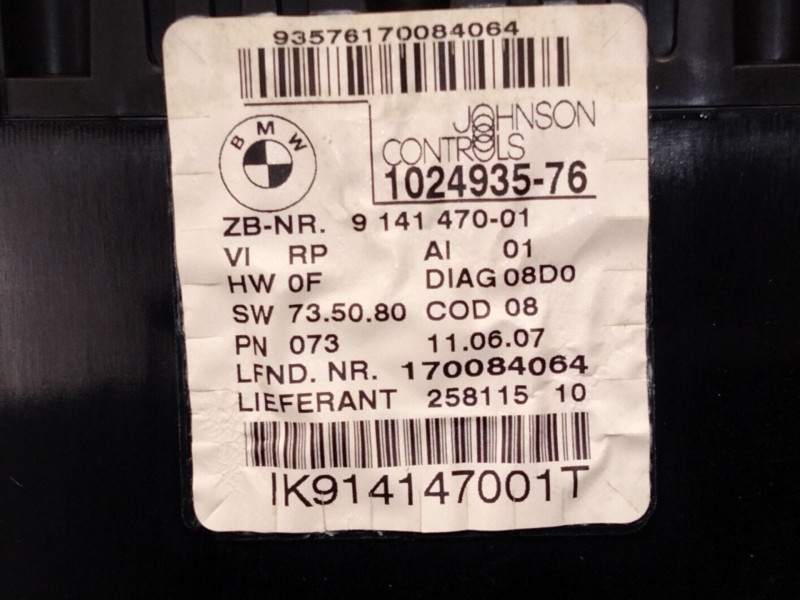 93576170084064
BMW
JOHNSON
CONTROLS
1024935-76
ZB-NR. 9 141 470-01
VI RP AI 01
HW 0F DIAG 08D0
SW 73.50.80 COD 08
PN 073 11.06.07
LFND. NR. 170084064
LIEFERANT 258115 10
IK914147001T